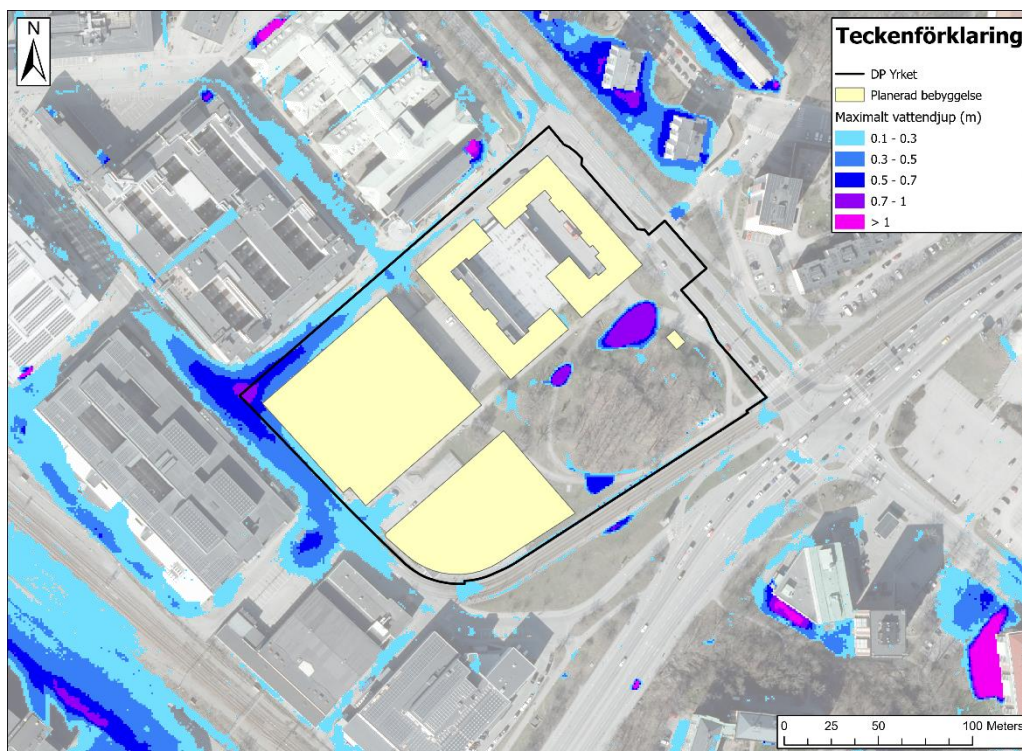 N
Teckenförklaring
DP Yrket
Planerad bebyggelse
Maximalt vattendjup (m)
0.1 - 0.3
0.3 - 0.5
0.5 - 0.7
0.7 - 1
> 1
0 25 50 100 Meters